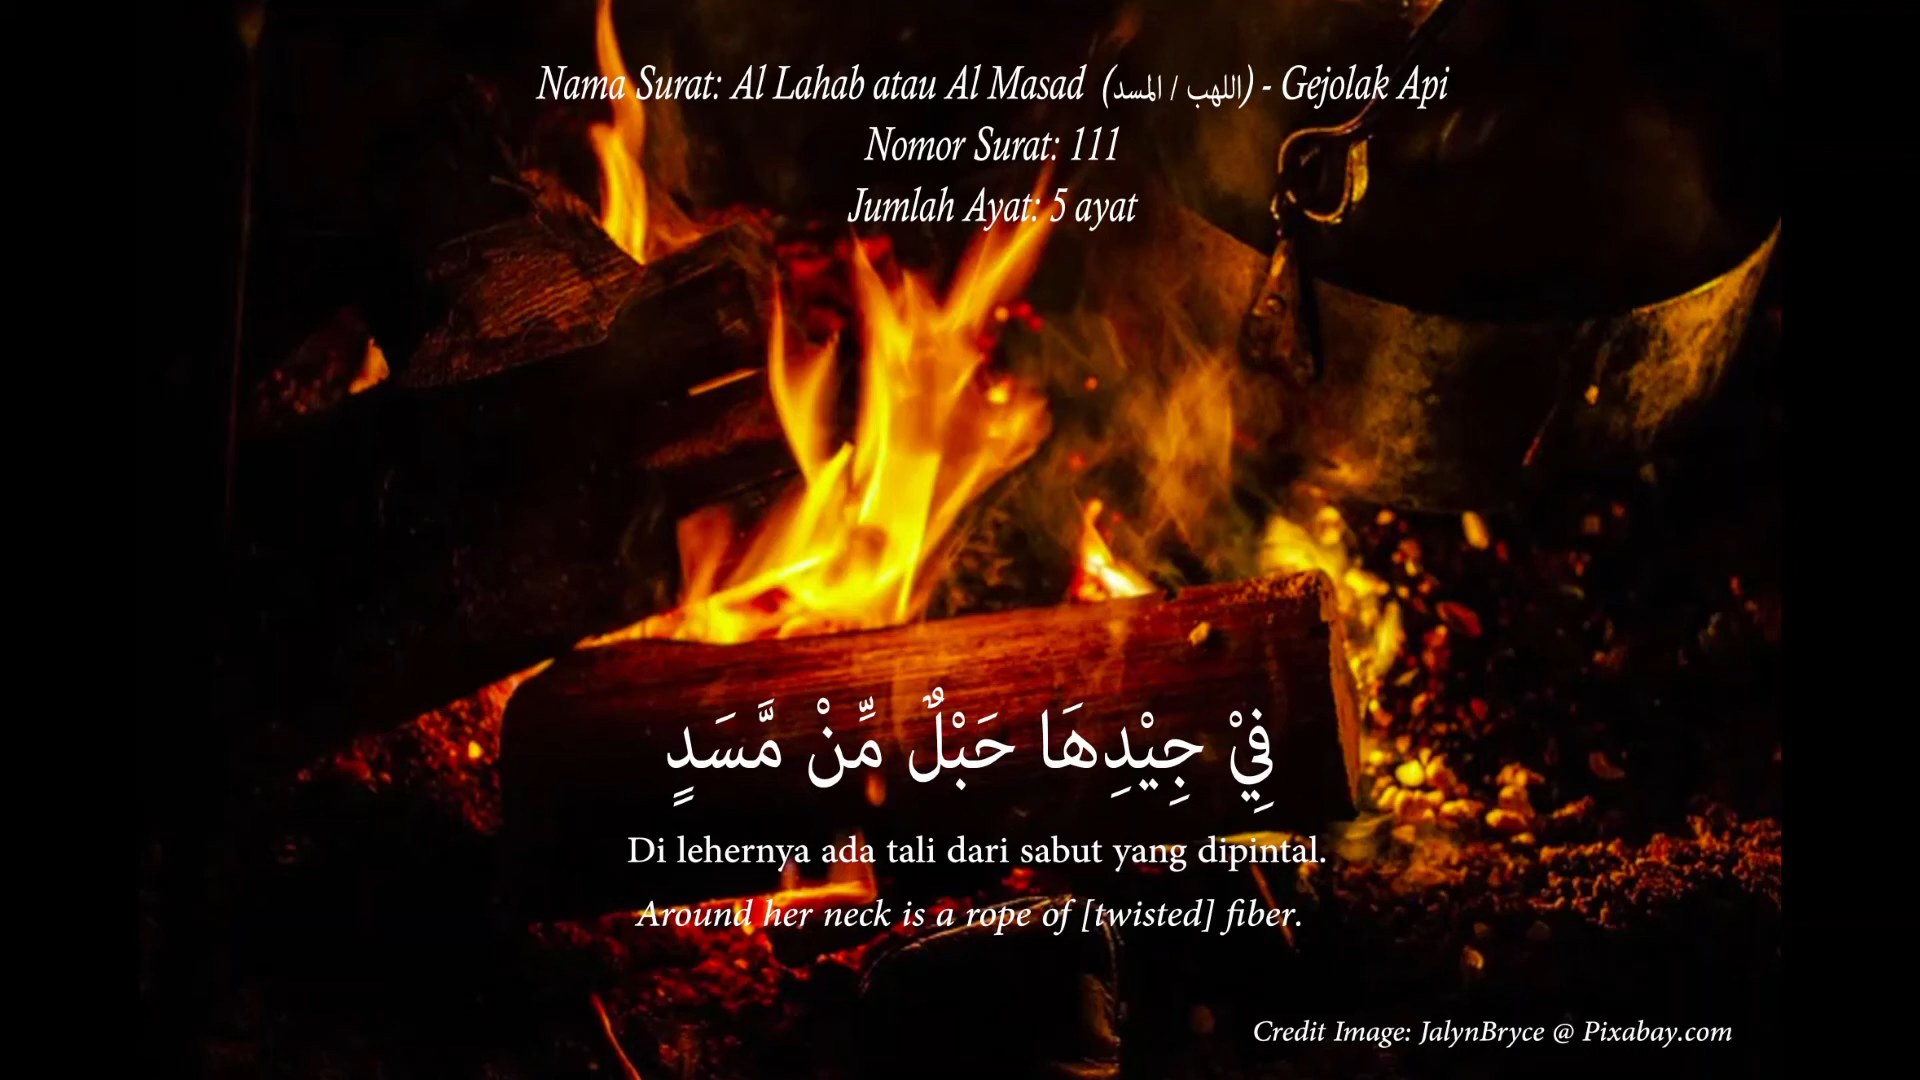 Nama Surat: Al Lahab atau Al Masad (اللهب / المسد) - Gejolak Api
Nomor Surat: 111
Jumlah Ayat: 5 ayat
فِيْ جِيْدِهَا حَبْلٌ مِّنْ مَّسَدٍ
Di lehernya ada tali dari sabut yang dipintal.
Around her neck is a rope of [twisted] fiber.
Credit Image: JalynBryce @ Pixabay.com